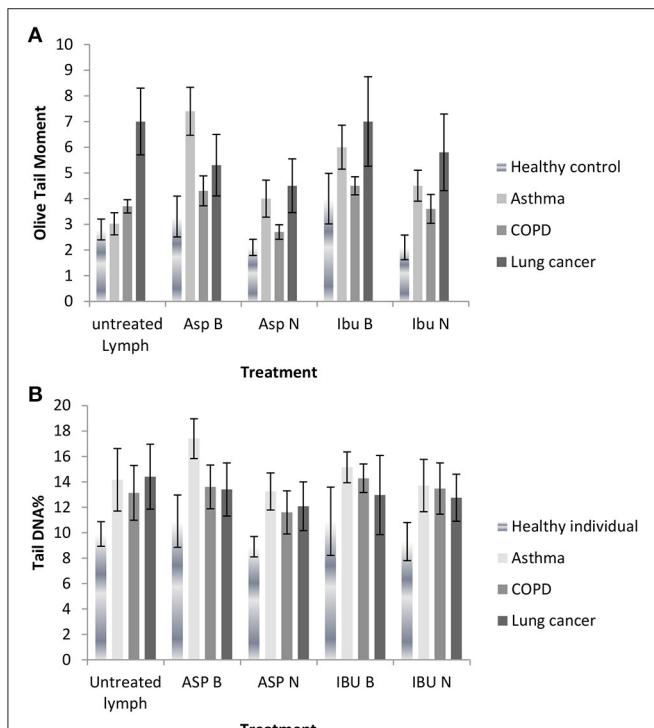 A
10
9
8
7
6
5
4
3
2
1
0
Olive Tail Moment
untreated Lymph
Asp B
Asp N
Ibu B
Ibu N
Treatment
Healthy control
Asthma
COPD
Lung cancer
B
20
18
16
14
12
10
8
6
4
2
0
Tail DNA%
Untreated lymph
ASP B
ASP N
IBU B
IBU N
Treatment
Healthy individual
Asthma
COPD
Lung cancer